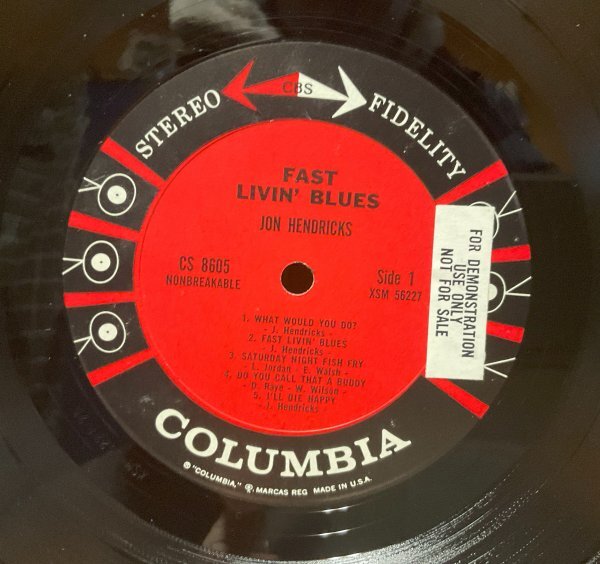 STEREO
CBS
FIDELITY
FAST
LIVIN' BLUES
JON HENDRICKS
CS 8605
NONBREAKABLE
Side 1
XSM 56227
1. WHAT WOULD YOU DO?
- J. Hendricks -
2. FAST LIVIN' BLUES
- J. Hendricks -
3. SATURDAY NIGHT FISH FRY
- L. Jordan - E. Walsh -
4. DO YOU CALL THAT A BUDDY
- D. Raye - W. Wilson -
5. I'LL DIE HAPPY
- J. Hendricks
FOR DEMONSTRATION
USE ONLY
NOT FOR SALE
COLUMBIA
® "COLUMBIA," ®, MARCAS REG MADE IN U.S.A.